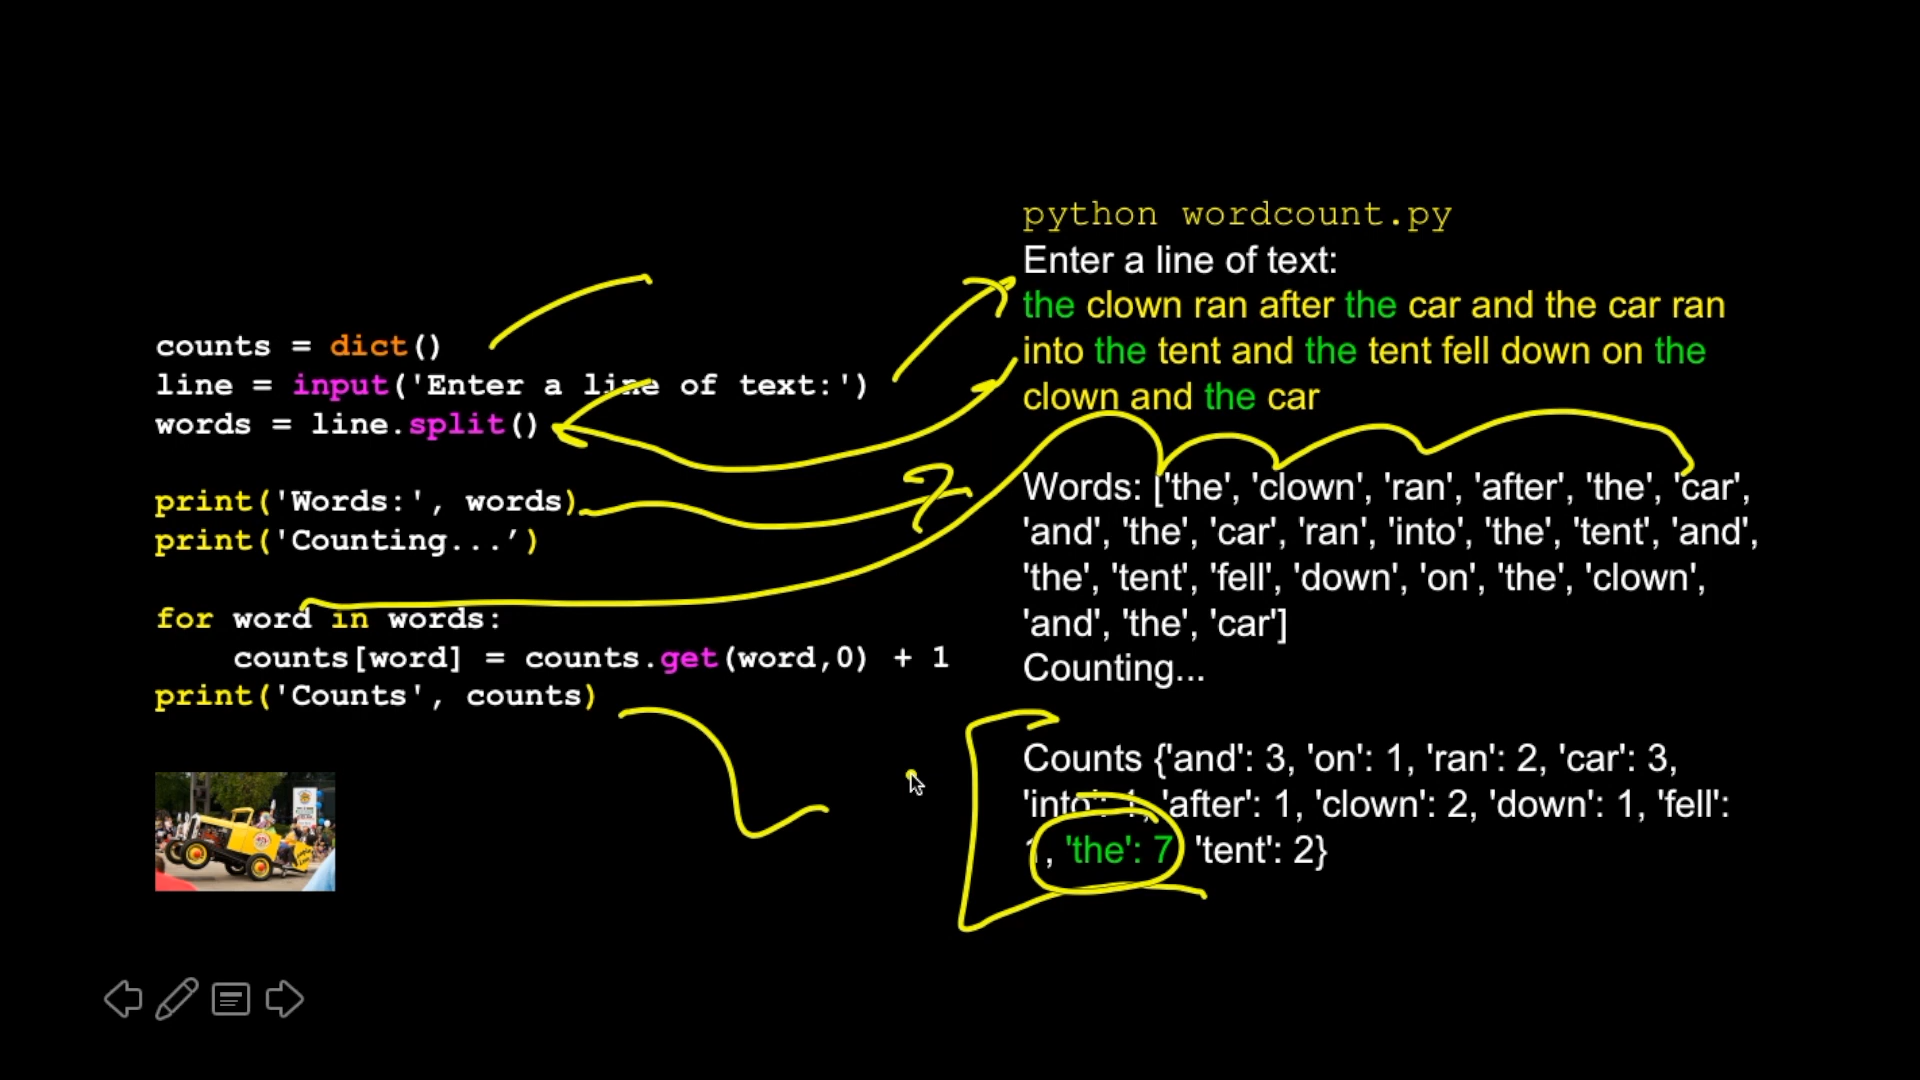 counts = dict()
line = input('Enter a line of text:')
words = line.split()
print('Words:', words)
print('Counting...’)
for word in words:
    counts[word] = counts.get(word,0) + 1
print('Counts', counts)
python wordcount.py
Enter a line of text:
the clown ran after the car and the car ran
into the tent and the tent fell down on the
clown and the car
Words: ['the', 'clown', 'ran', 'after', 'the', 'car',
'and', 'the', 'car', 'ran', 'into', 'the', 'tent', 'and',
'the', 'tent', 'fell', 'down', 'on', 'the', 'clown',
'and', 'the', 'car']
Counting...
Counts {'and': 3, 'on': 1, 'ran': 2, 'car': 3,
'into': 1, 'after': 1, 'clown': 2, 'down': 1, 'fell':
1, 'the': 7, 'tent': 2}